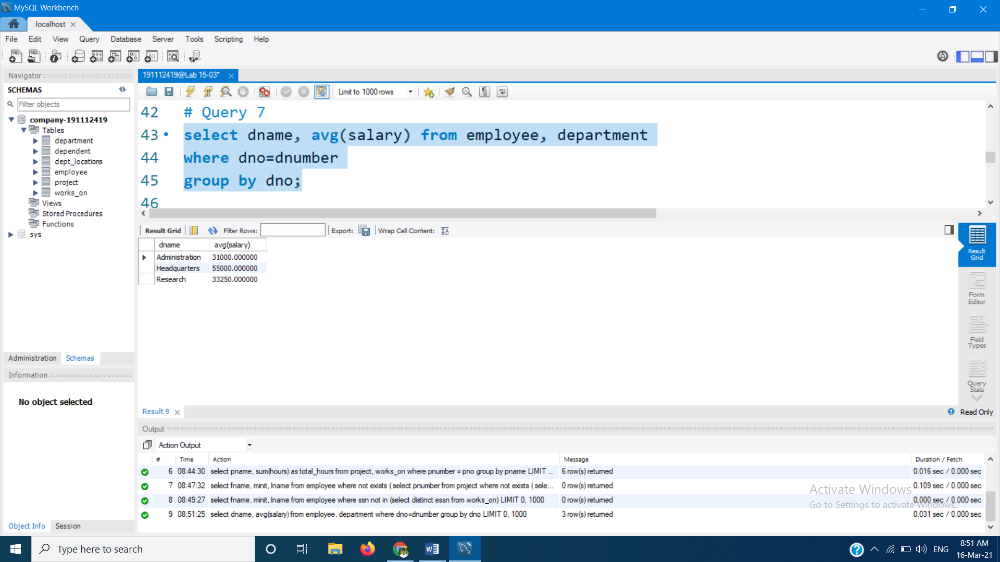 MySQL Workbench
localhost
File Edit View Query Database Server Tools Scripting Help
Navigator
SCHEMAS
Filter objects
company-191112419
Tables
department
dependent
dept_locations
employee
project
works_on
Views
Stored Procedures
Functions
sys
Administration Schemas
Information
No object selected
Object Info Session
191112419@Lab 15-03*
Limit to 1000 rows
42 # Query 7
43 select dname, avg(salary) from employee, department
44 where dno=dnumber
45 group by dno;
46
Result Grid Filter Rows: Export: Wrap Cell Content:
dname avg(salary)
Administration 31000.000000
Headquarters 55000.000000
Research 33250.000000
Result Grid
Form Editor
Field Types
Query Stats
Result 9
Read Only
Output
Action Output
# Time Action Message Duration / Fetch
6 08:44:30 select pname, sum(hours) as total_hours from project, works_on where pnumber = pno group by pname LIMIT ... 6 row(s) returned 0.016 sec / 0.000 sec
7 08:47:32 select fname, minit, lname from employee where not exists ( select pnumber from project where not exists ( sele... 0 row(s) returned 0.109 sec / 0.000 sec
8 08:49:27 select fname, minit, lname from employee where ssn not in (select distinct essn from works_on) LIMIT 0, 1000 0 row(s) returned 0.000 sec / 0.000 sec
9 08:51:25 select dname, avg(salary) from employee, department where dno=dnumber group by dno LIMIT 0, 1000 3 row(s) returned 0.031 sec / 0.000 sec
Activate Windows
Go to Settings to activate Windows.
Type here to search
ENG
8:51 AM
16-Mar-21